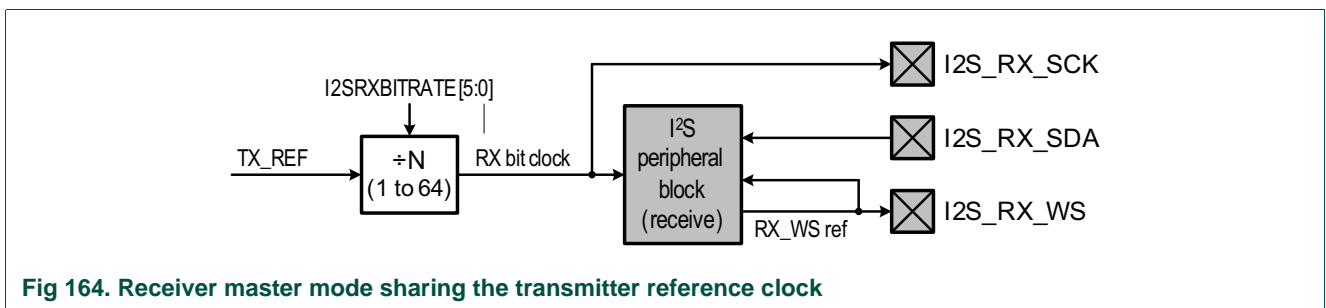 I2S_RX_SCK
I2SRXBITRATE[5:0]
TX_REF
÷N
(1 to 64)
RX bit clock
I²S
peripheral
block
(receive)
I2S_RX_SDA
RX_WS ref
I2S_RX_WS
Fig 164. Receiver master mode sharing the transmitter reference clock